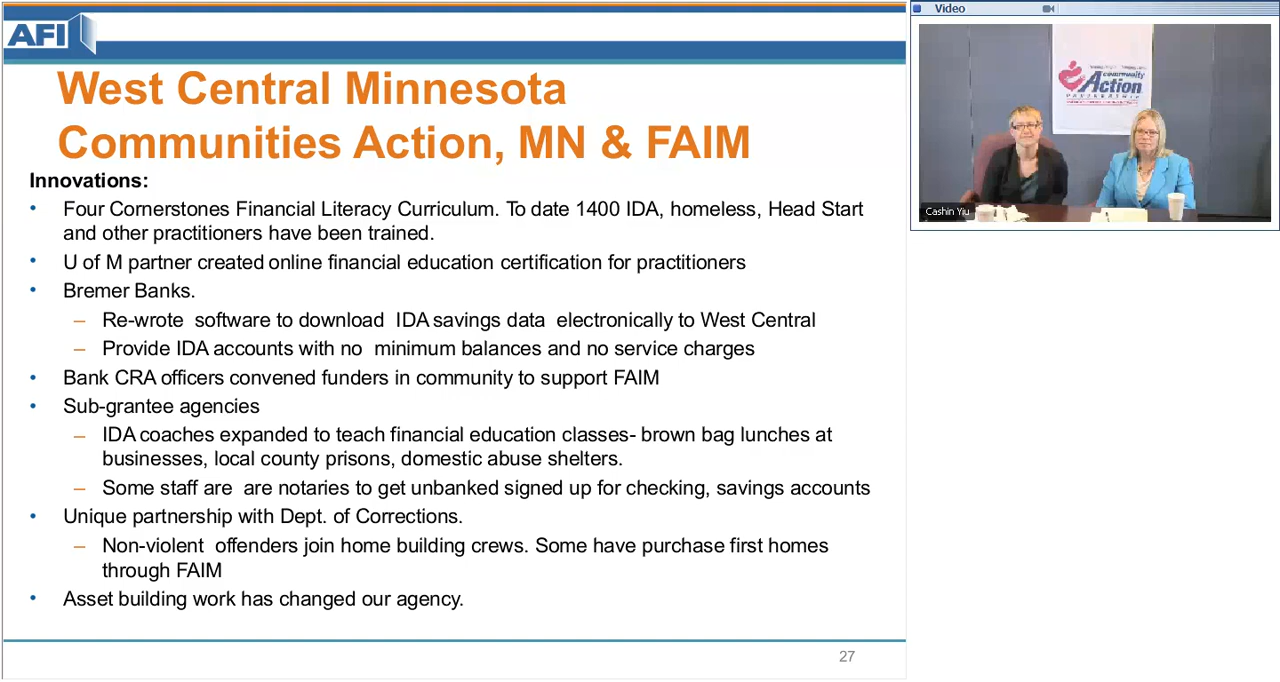 AFI
West Central Minnesota
Communities Action, MN & FAIM
Innovations:
• Four Cornerstones Financial Literacy Curriculum. To date 1400 IDA, homeless, Head Start
and other practitioners have been trained.
• U of M partner created online financial education certification for practitioners
• Bremer Banks.
– Re-wrote software to download IDA savings data electronically to West Central
– Provide IDA accounts with no minimum balances and no service charges
• Bank CRA officers convened funders in community to support FAIM
• Sub-grantee agencies
– IDA coaches expanded to teach financial education classes- brown bag lunches at
businesses, local county prisons, domestic abuse shelters.
– Some staff are are notaries to get unbanked signed up for checking, savings accounts
• Unique partnership with Dept. of Corrections.
– Non-violent offenders join home building crews. Some have purchase first homes
through FAIM
• Asset building work has changed our agency.
27
Video
community
Action
PARTNERSHIP
Cashin Yiu